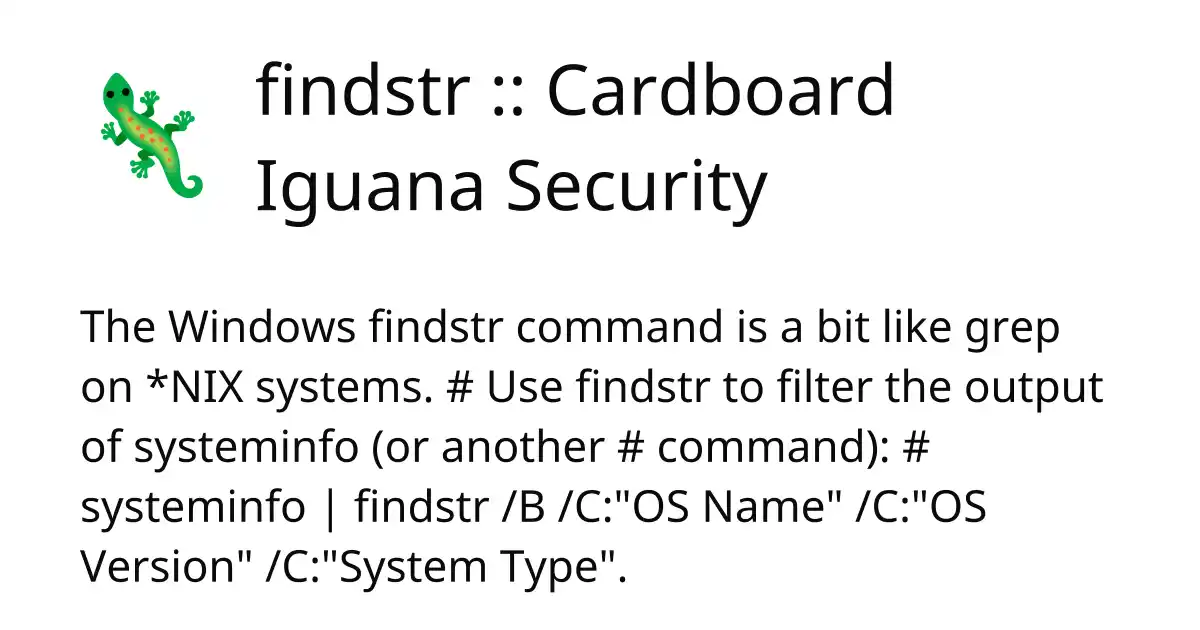 findstr :: Cardboard
Iguana Security
The Windows findstr command is a bit like grep
on *NIX systems. # Use findstr to filter the output
of systeminfo (or another # command): #
systeminfo | findstr /B /C:"OS Name" /C:"OS
Version" /C:"System Type".